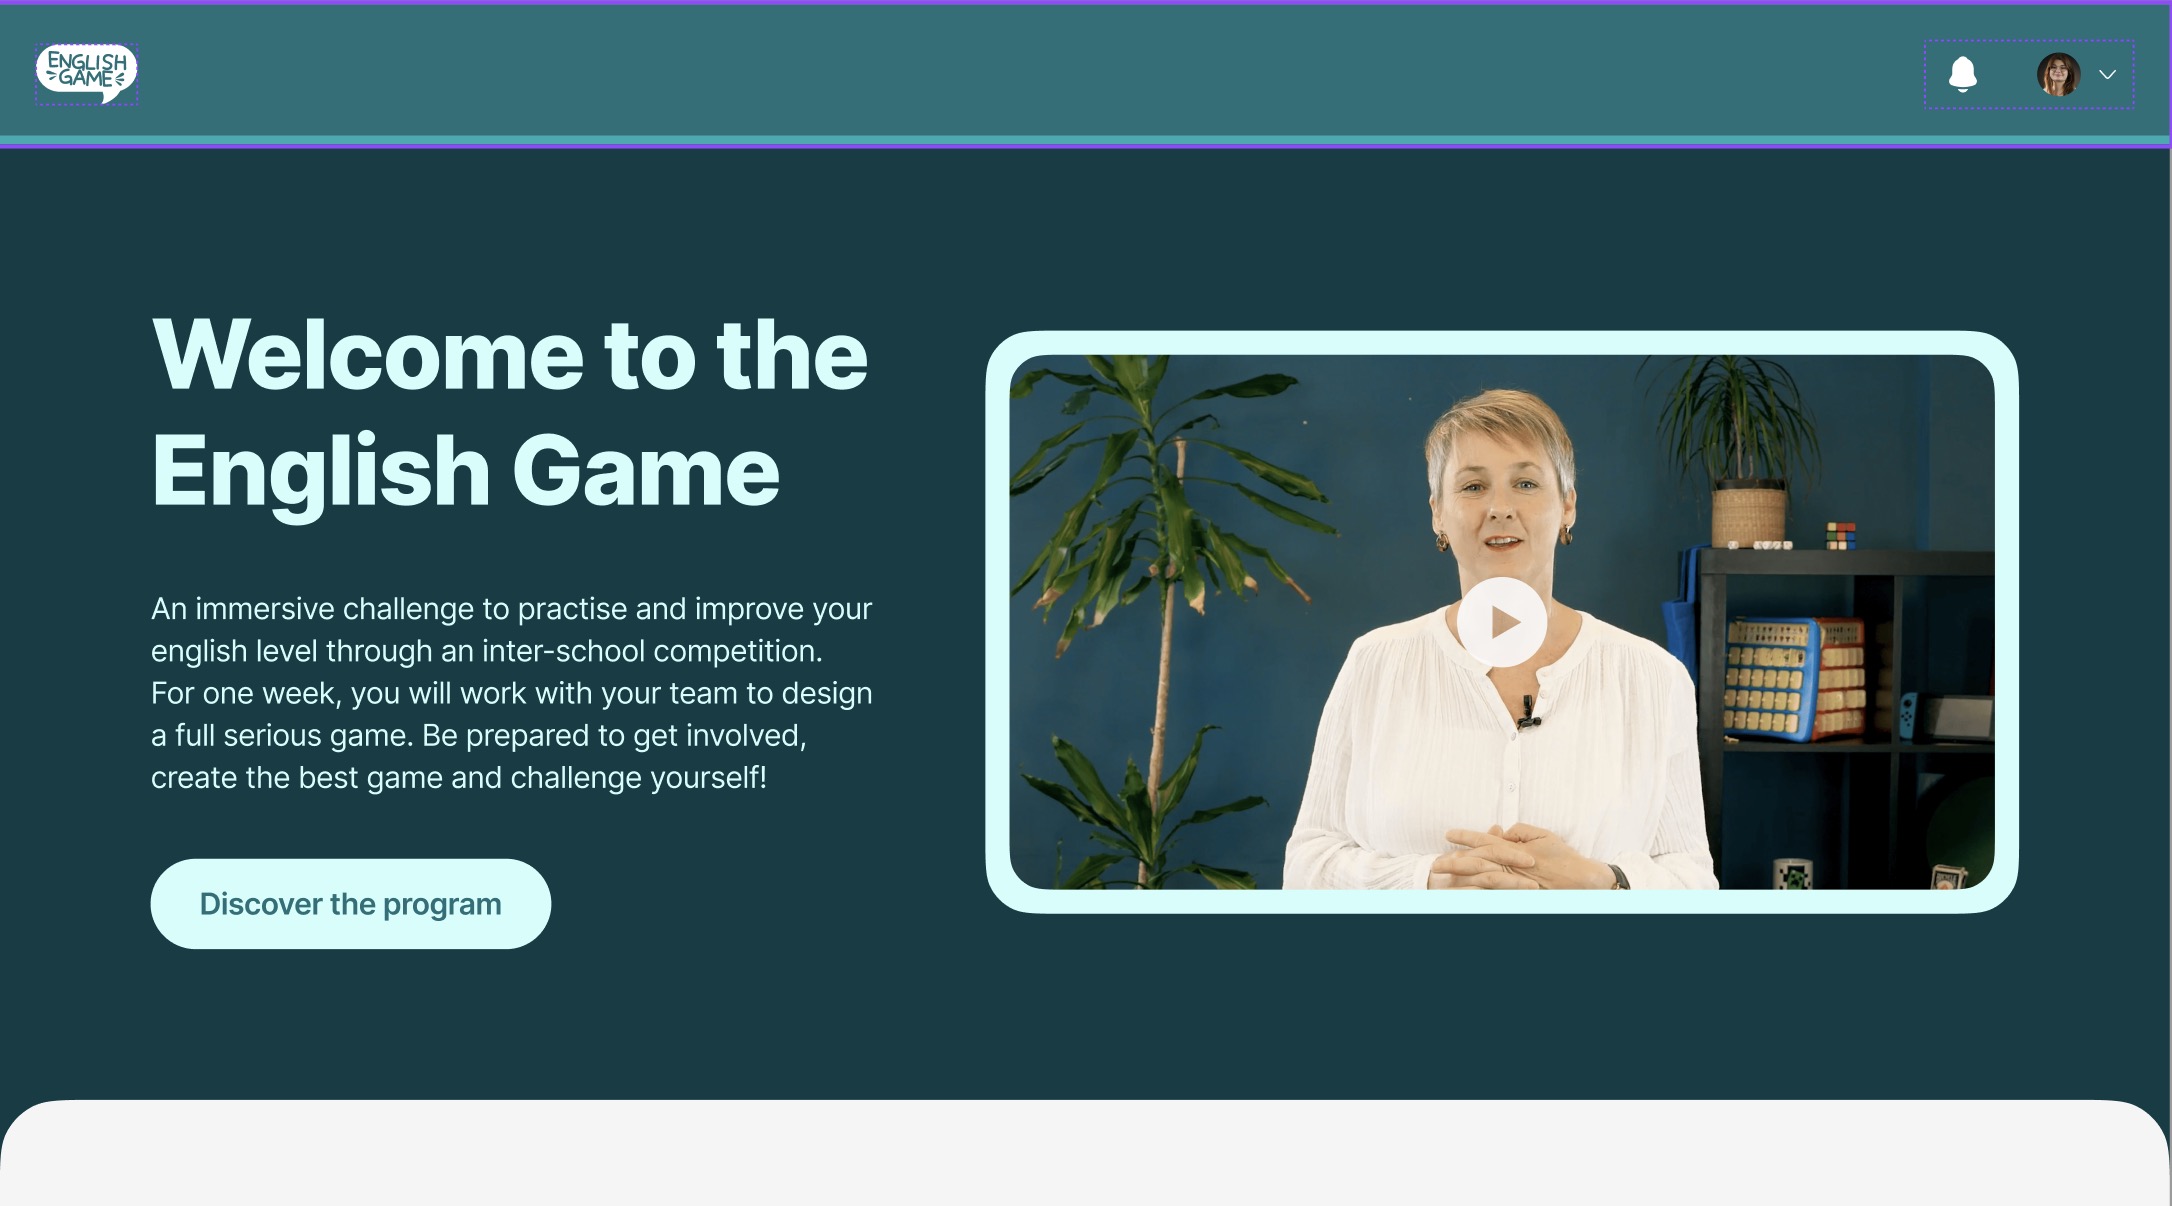 ENGLISH
GAME
Welcome to the
English Game
An immersive challenge to practise and improve your
english level through an inter-school competition.
For one week, you will work with your team to design
a full serious game. Be prepared to get involved,
create the best game and challenge yourself!
Discover the program